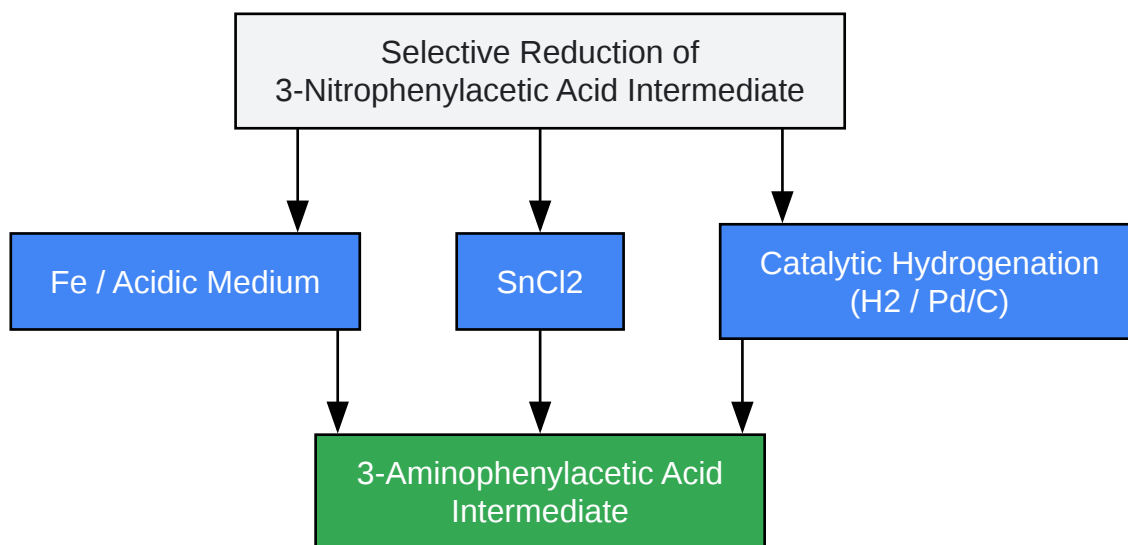 Selective Reduction of
3-Nitrophenylacetic Acid Intermediate
Fe / Acidic Medium
SnCl2
Catalytic Hydrogenation
(H2 / Pd/C)
3-Aminophenylacetic Acid
Intermediate